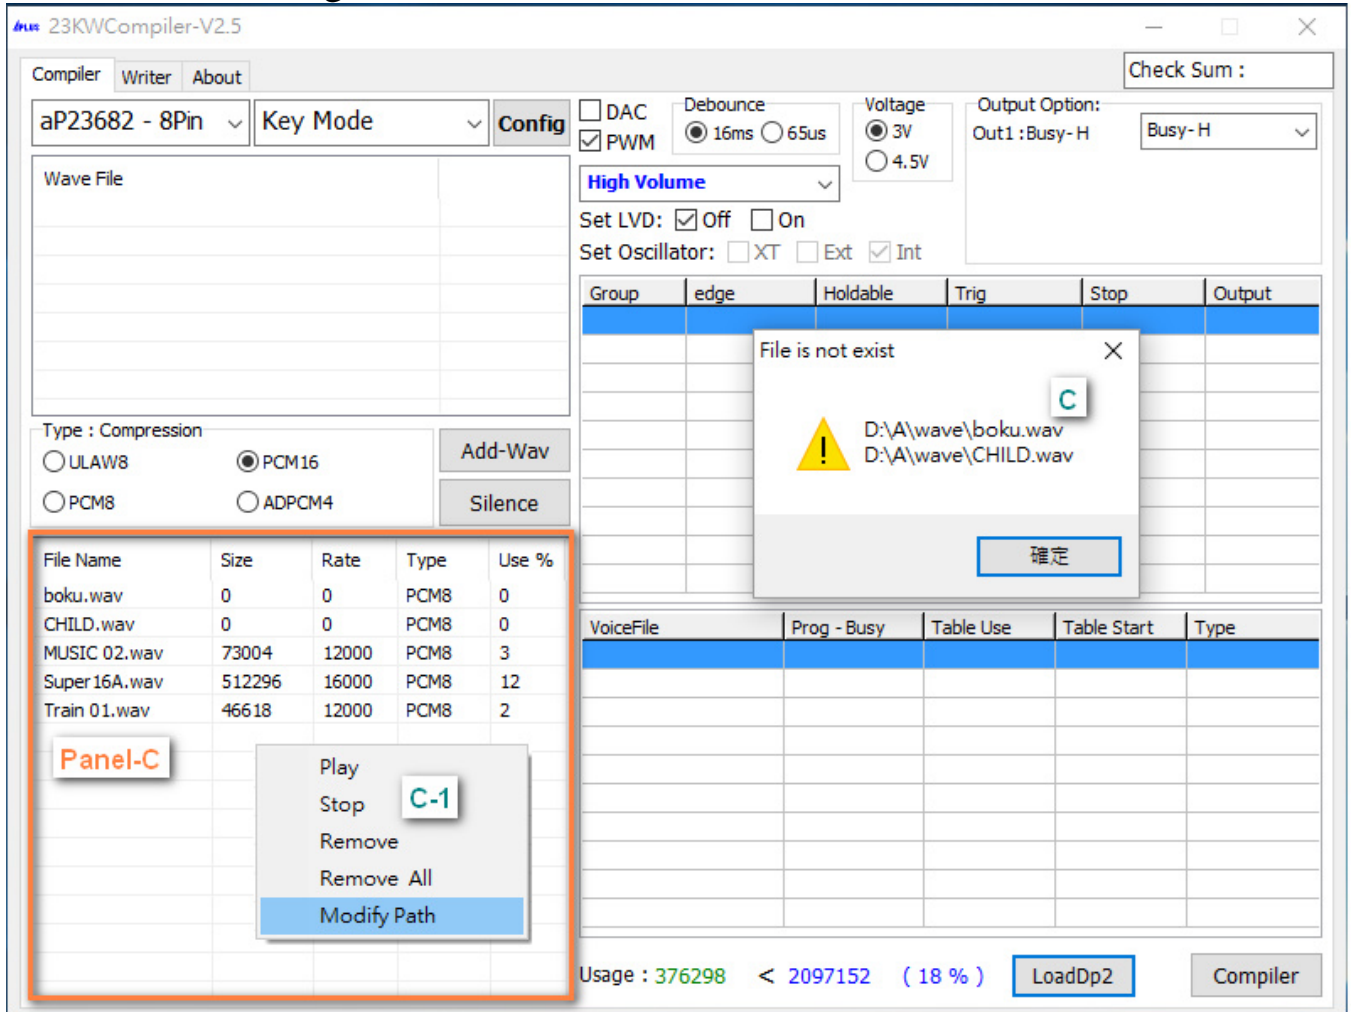 aPLUS 23KWCompiler-V2.5
Check Sum :
Compiler Writer About
aP23682 - 8Pin Key Mode Config
DAC
PWM
Debounce
16ms 65us
Voltage
3V
4.5V
Output Option:
Out1 :Busy- H Busy- H
Wave File
High Volume
Set LVD: Off On
Set Oscillator: XT Ext Int
Group edge Holdable Trig Stop Output
File is not exist
C
D:\A\wave\boku.wav
D:\A\wave\CHILD.wav
確定
Type : Compression
ULAW8 PCM16 Add-Wav
PCM8 ADPCM4 Silence
File Name Size Rate Type Use %
boku.wav 0 0 PCM8 0
CHILD.wav 0 0 PCM8 0
MUSIC 02.wav 73004 12000 PCM8 3
Super16A.wav 512296 16000 PCM8 12
Train 01.wav 46618 12000 PCM8 2
Panel-C
Play
Stop
C-1
Remove
Remove All
Modify Path
VoiceFile Prog - Busy Table Use Table Start Type
Usage : 376298 < 2097152 ( 18 % ) LoadDp2 Compiler